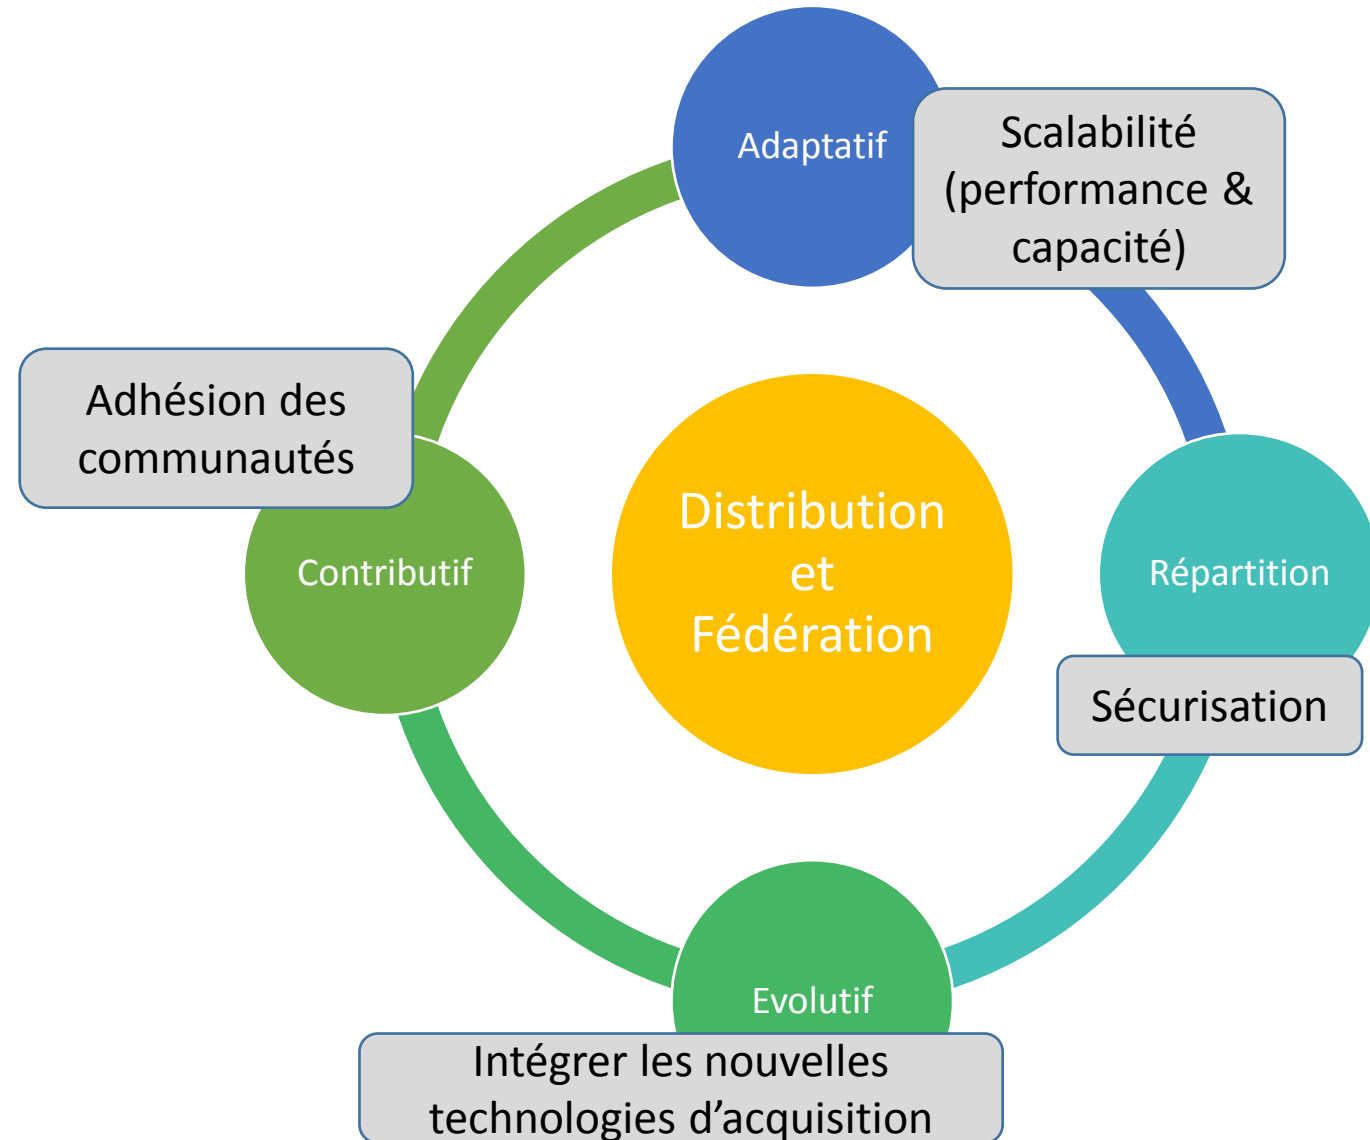 Adaptatif
Scalabilité
(performance &
capacité)
Adhésion des
communautés
Contributif
Distribution
et
Fédération
Répartition
Sécurisation
Evolutif
Intégrer les nouvelles
technologies d’acquisition